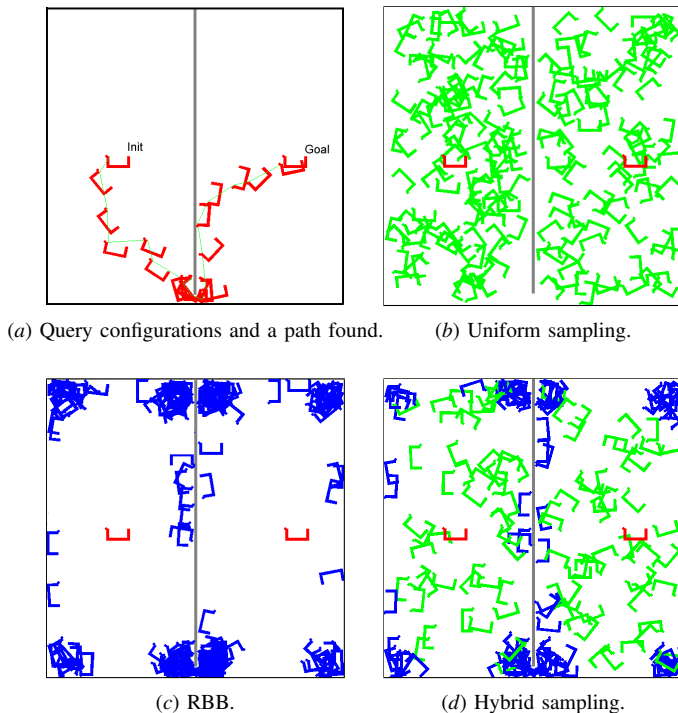 Init
Goal
(a) Query configurations and a path found.
(b) Uniform sampling.
(c) RBB.
(d) Hybrid sampling.